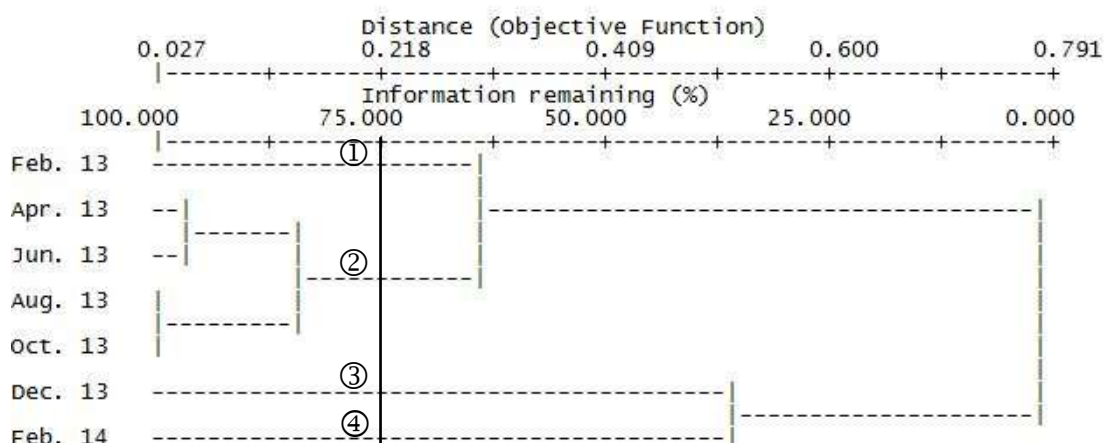 Distance (Objective Function)
0.027 0.218 0.409 0.600 0.791
Information remaining (%)
100.000 75.000 50.000 25.000 0.000
Feb. 13 ①
Apr. 13
Jun. 13
②
Aug. 13
Oct. 13
③
Dec. 13
Feb. 14 ④